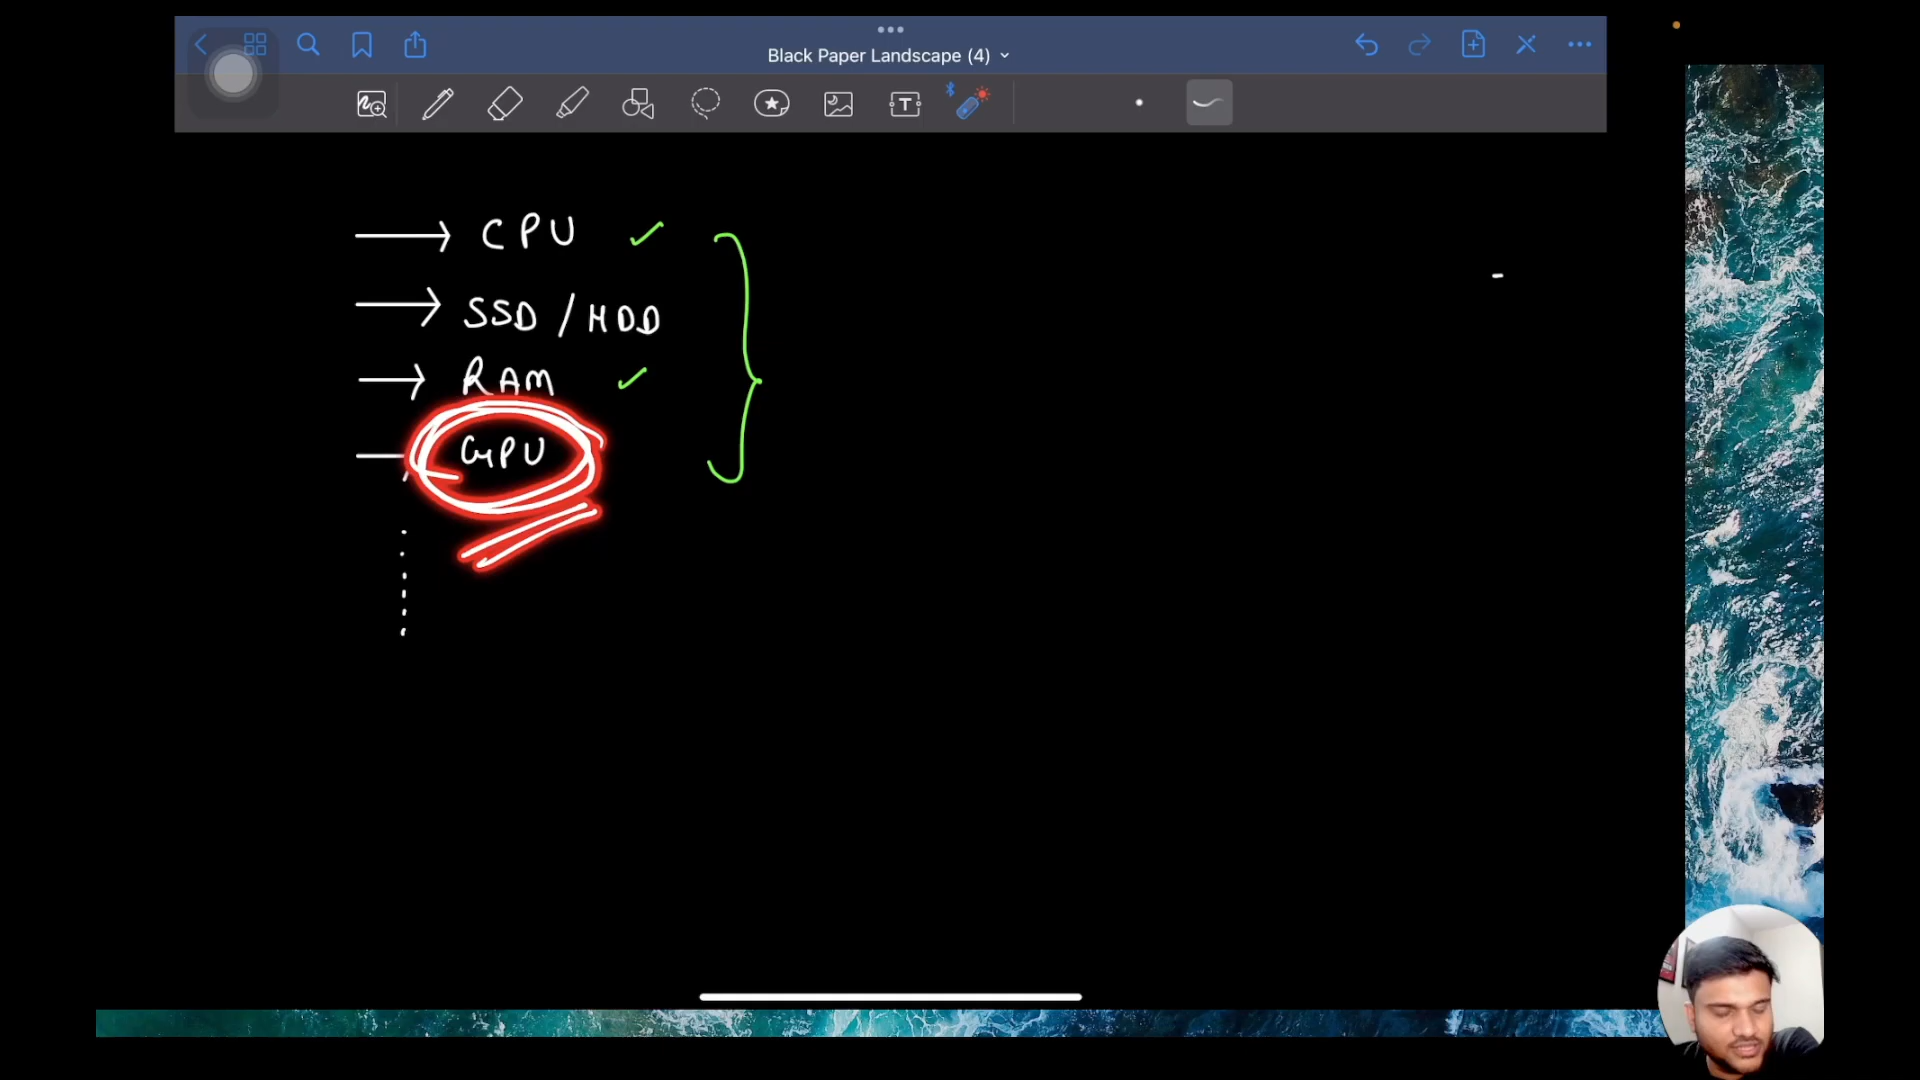 Black Paper Landscape (4)
T
CPU
SSD / HDD
RAM
GPU